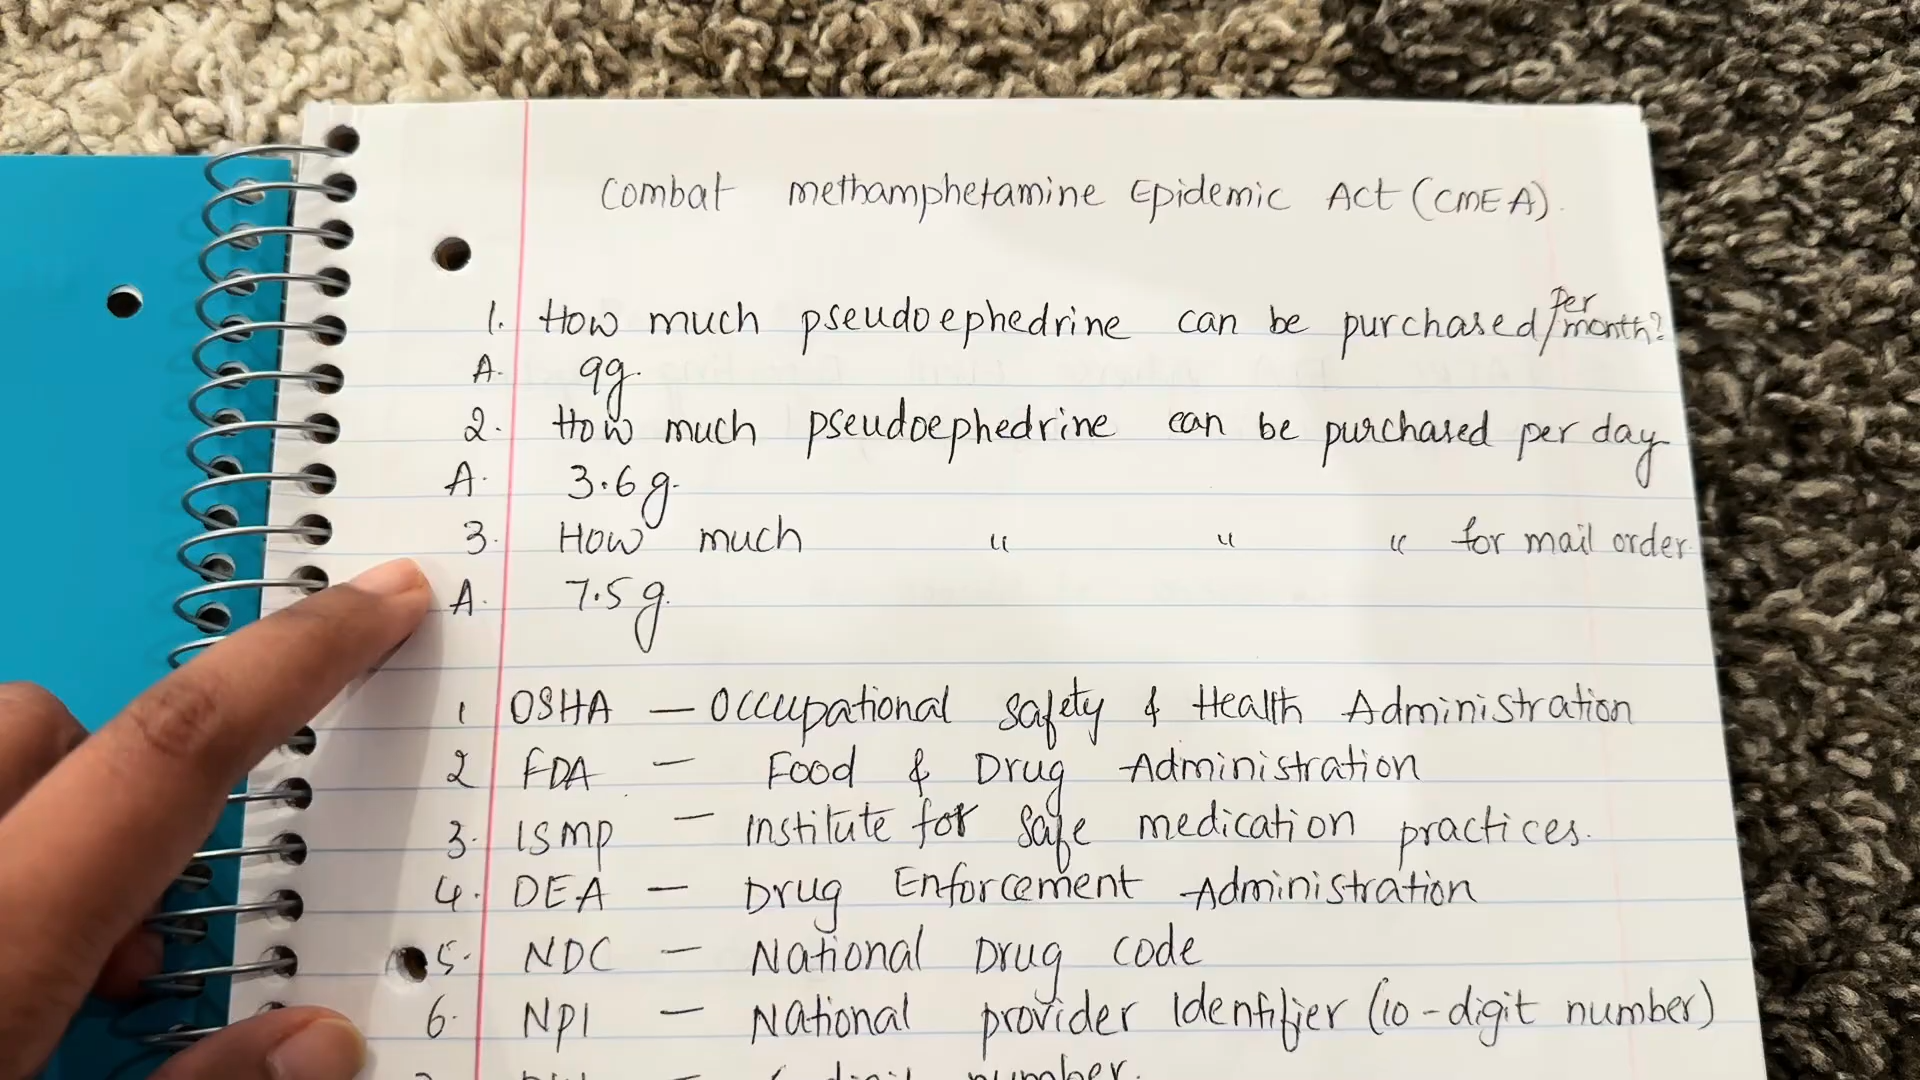 Combat methamphetamine Epidemic Act (CMEA).
1. How much pseudoephedrine can be purchased/per month?
A. 9g.
2. How much pseudoephedrine can be purchased per day
A. 3.6g.
3. How much " " " for mail order.
A. 7.5g.
1 OSHA – Occupational Safety & Health Administration
2 FDA – Food & Drug Administration
3. ISMP – Institute for Safe medication practices.
4. DEA – Drug Enforcement Administration
5. NDC – National Drug code
6. NPI – National provider Identifier (10-digit number)
number.